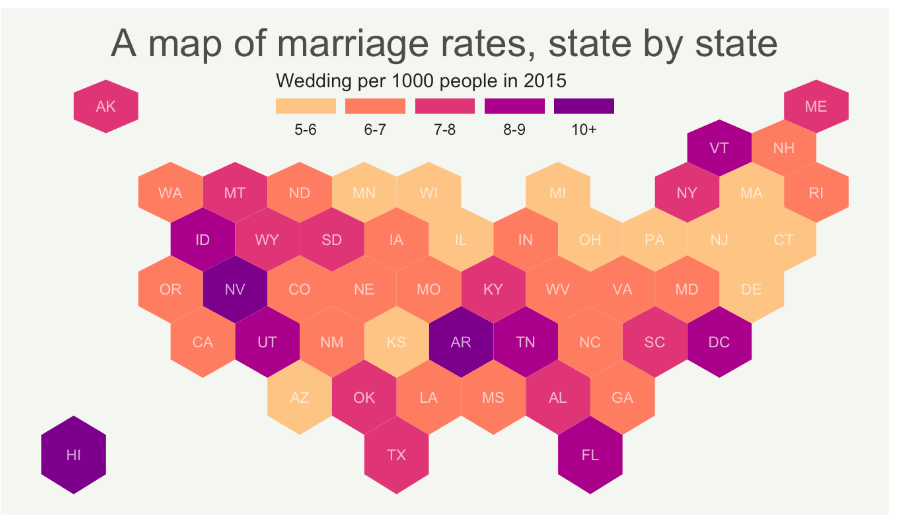 A map of marriage rates, state by state
Wedding per 1000 people in 2015
5-6 6-7 7-8 8-9 10+
AK ME
VT NH
WA MT ND MN WI MI NY MA RI
ID WY SD IA IL IN OH PA NJ CT
OR NV CO NE MO KY WV VA MD DE
CA UT NM KS AR TN NC SC DC
AZ OK LA MS AL GA
HI TX FL